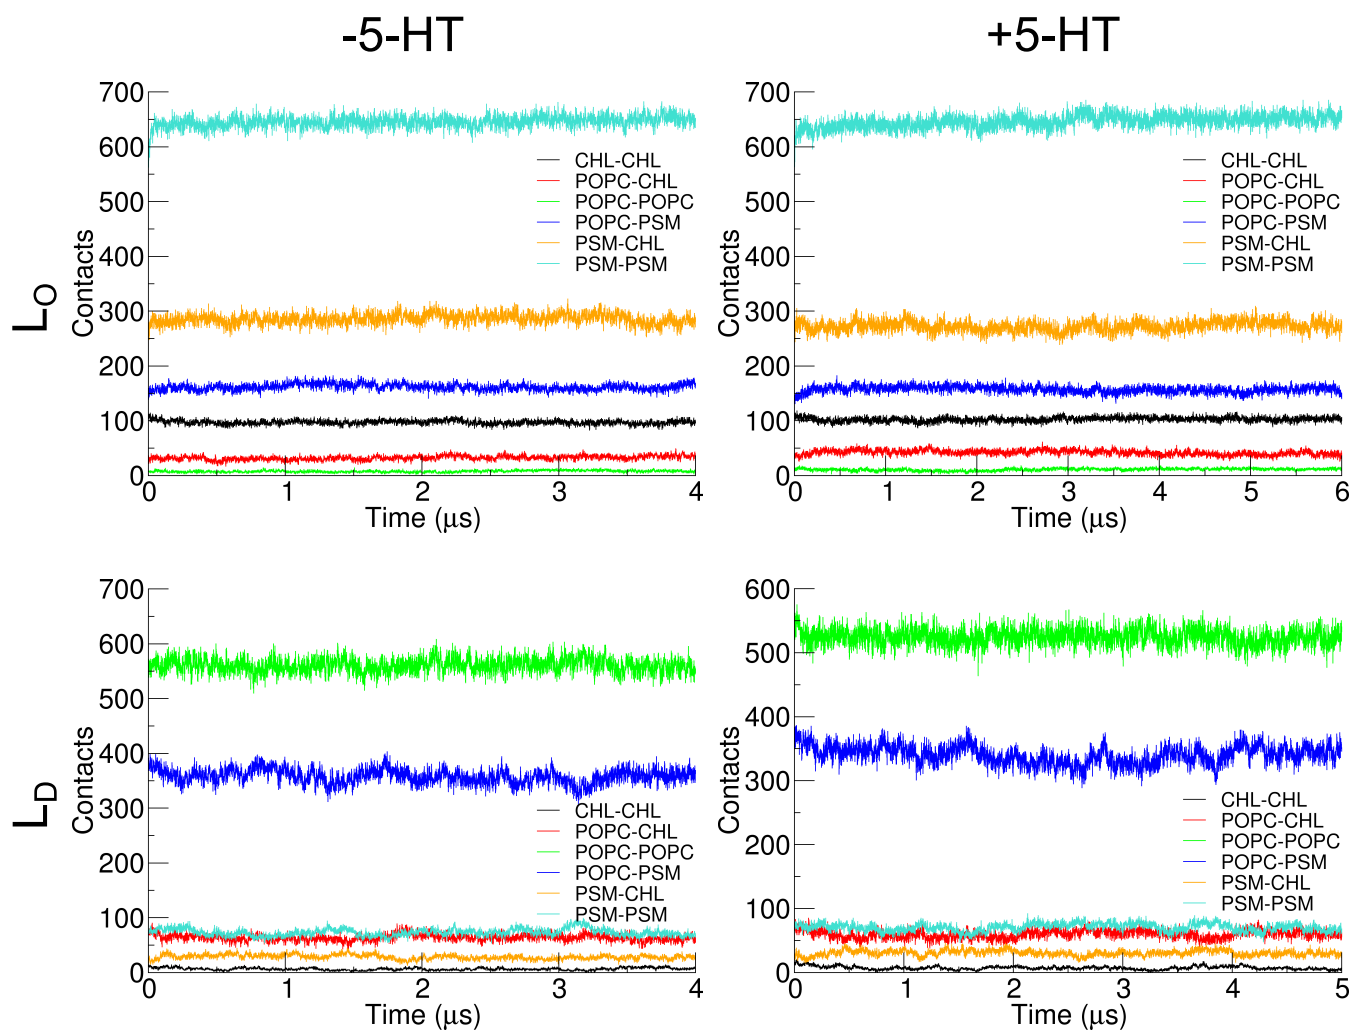 -5-HT
+5-HT
L_O
Contacts
700
600
500
400
300
200
100
0
CHL-CHL
POPC-CHL
POPC-POPC
POPC-PSM
PSM-CHL
PSM-PSM
0 1 2 3 4
Time (μs)
Contacts
700
600
500
400
300
200
100
0
CHL-CHL
POPC-CHL
POPC-POPC
POPC-PSM
PSM-CHL
PSM-PSM
0 1 2 3 4 5 6
Time (μs)
L_D
Contacts
700
600
500
400
300
200
100
0
CHL-CHL
POPC-CHL
POPC-POPC
POPC-PSM
PSM-CHL
PSM-PSM
0 1 2 3 4
Time (μs)
Contacts
600
500
400
300
200
100
0
CHL-CHL
POPC-CHL
POPC-POPC
POPC-PSM
PSM-CHL
PSM-PSM
0 1 2 3 4 5
Time (μs)